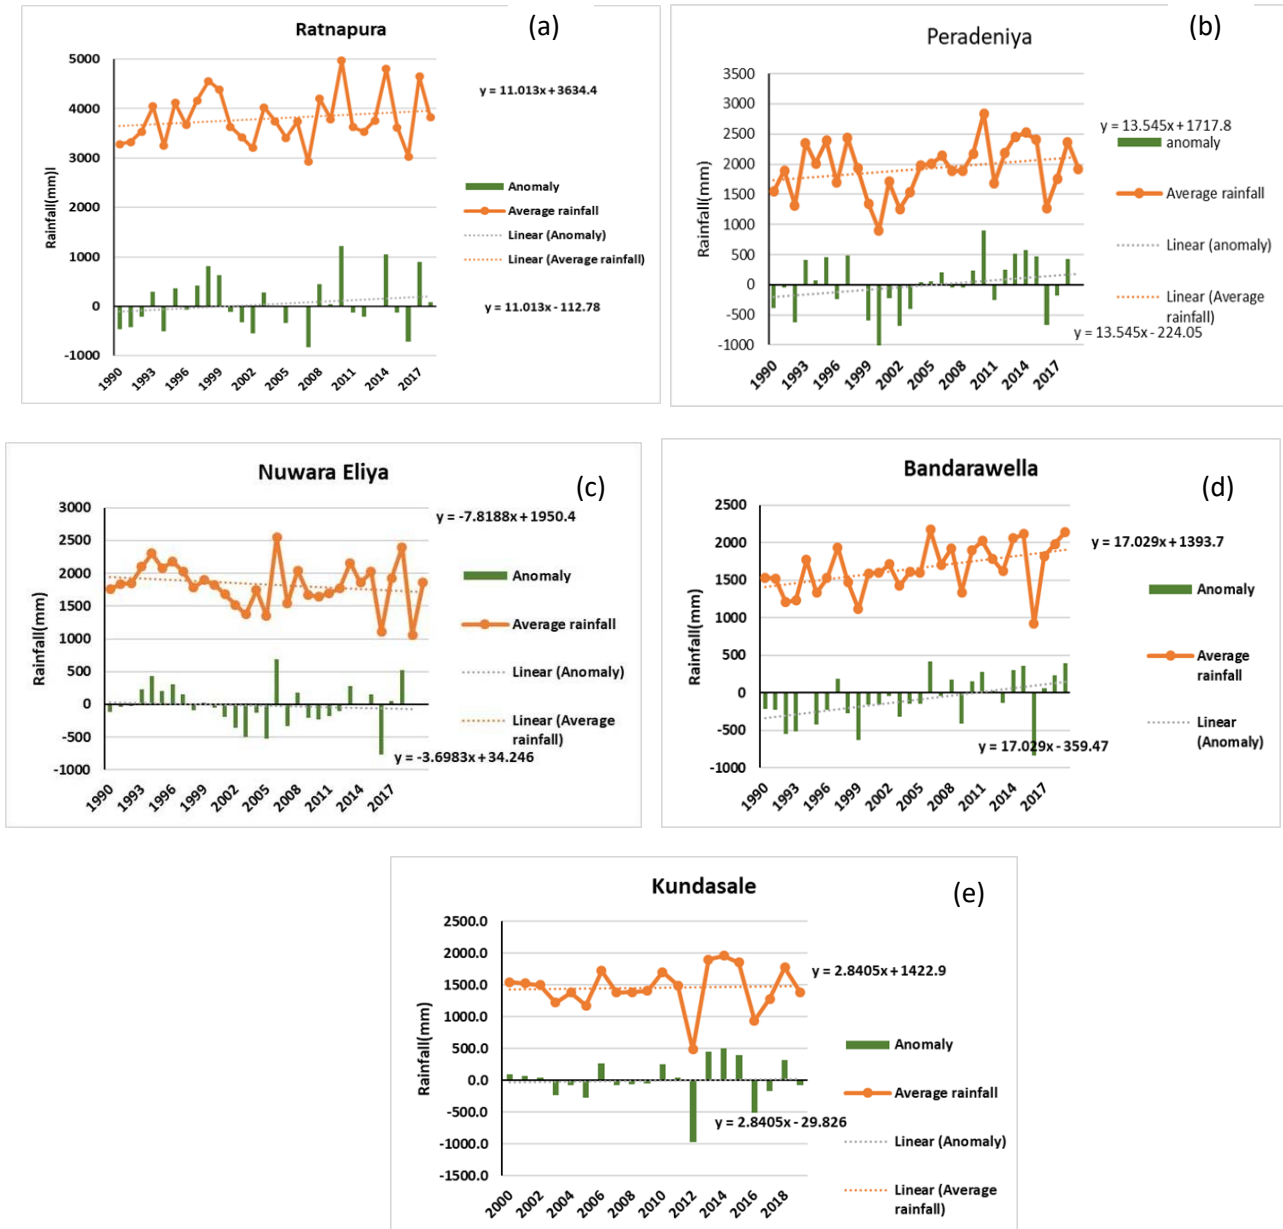 Ratnapura
(a)
5000
4000
3000
2000
1000
0
-1000
Rainfall(mm)l
1990
1993
1996
1999
2002
2005
2008
2011
2014
2017
y = 11.013x + 3634.4
Anomaly
Average rainfall
Linear (Anomaly)
Linear (Average rainfall)
y = 11.013x - 112.78
Peradeniya
(b)
3500
3000
2500
2000
1500
1000
500
0
-500
-1000
Rainfall(mm)
1990
1993
1996
1999
2002
2005
2008
2011
2014
2017
y = 13.545x + 1717.8
anomaly
Average rainfall
Linear (anomaly)
Linear (Average
rainfall)
y = 13.545x - 224.05
Nuwara Eliya
(c)
3000
2500
2000
1500
1000
500
0
-500
-1000
Rainfall(mm)
1990
1993
1996
1999
2002
2005
2008
2011
2014
2017
y = -7.8188x + 1950.4
Anomaly
Average rainfall
Linear (Anomaly)
Linear (Average
rainfall)
y = -3.6983x + 34.246
Bandarawella
(d)
2500
2000
1500
1000
500
0
-500
-1000
Rainfall(mm)
1990
1993
1996
1999
2002
2005
2008
2011
2014
2017
y = 17.029x + 1393.7
Anomaly
Average
rainfall
Linear
(Anomaly)
y = 17.029x - 359.47
Kundasale
(e)
2500.0
2000.0
1500.0
1000.0
500.0
0.0
-500.0
-1000.0
-1500.0
Rainfall(mm)
2000
2002
2004
2006
2008
2010
2012
2014
2016
2018
y = 2.8405x + 1422.9
Anomaly
Average rainfall
Linear (Anomaly)
Linear (Average
rainfall)
y = 2.8405x - 29.826